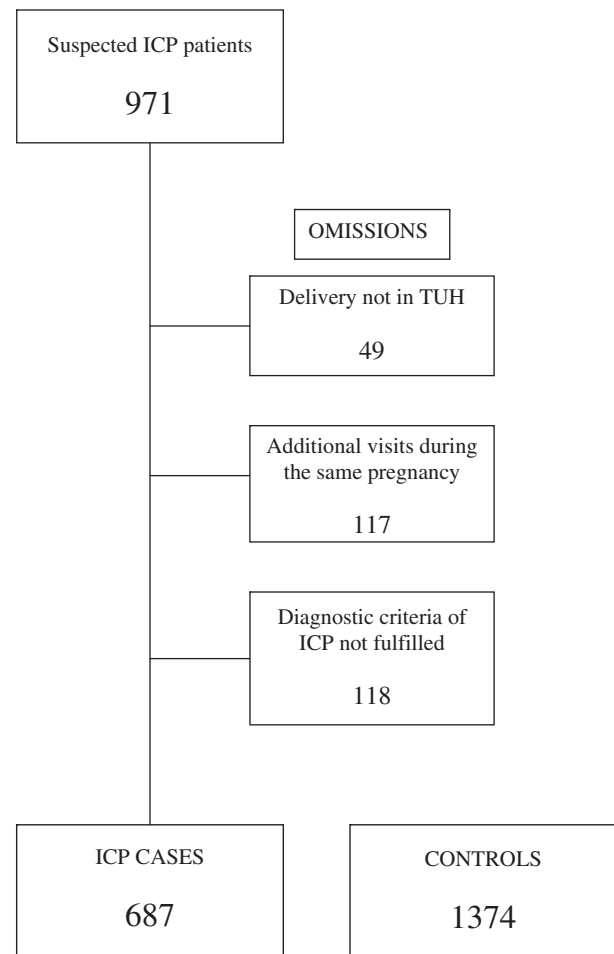 Suspected ICP patients
971
OMISSIONS
Delivery not in TUH
49
Additional visits during
the same pregnancy
117
Diagnostic criteria of
ICP not fulfilled
118
ICP CASES
687
CONTROLS
1374